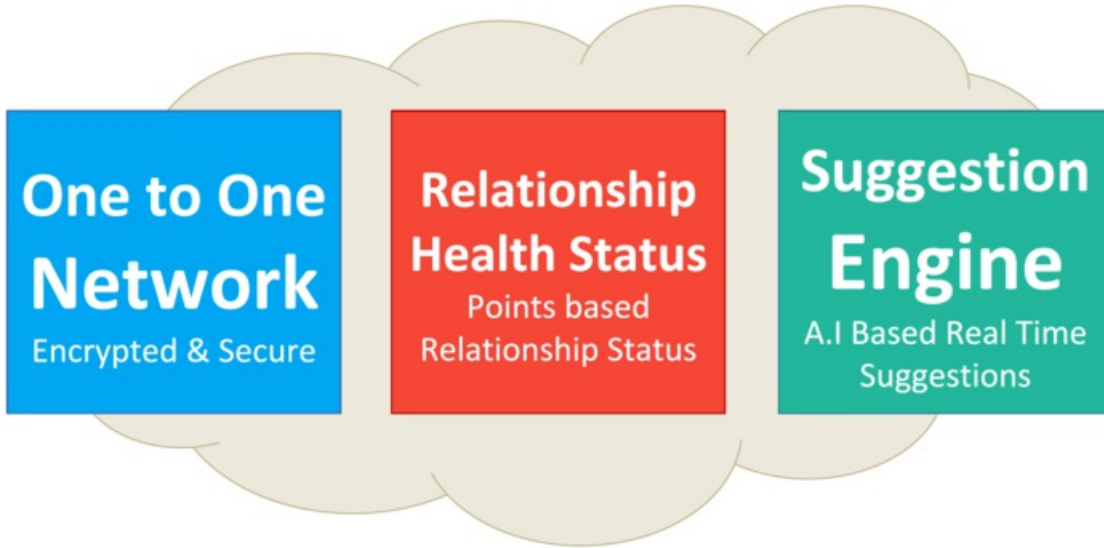 One to One
Network
Encrypted & Secure
Relationship
Health Status
Points based
Relationship Status
Suggestion
Engine
A.I Based Real Time
Suggestions